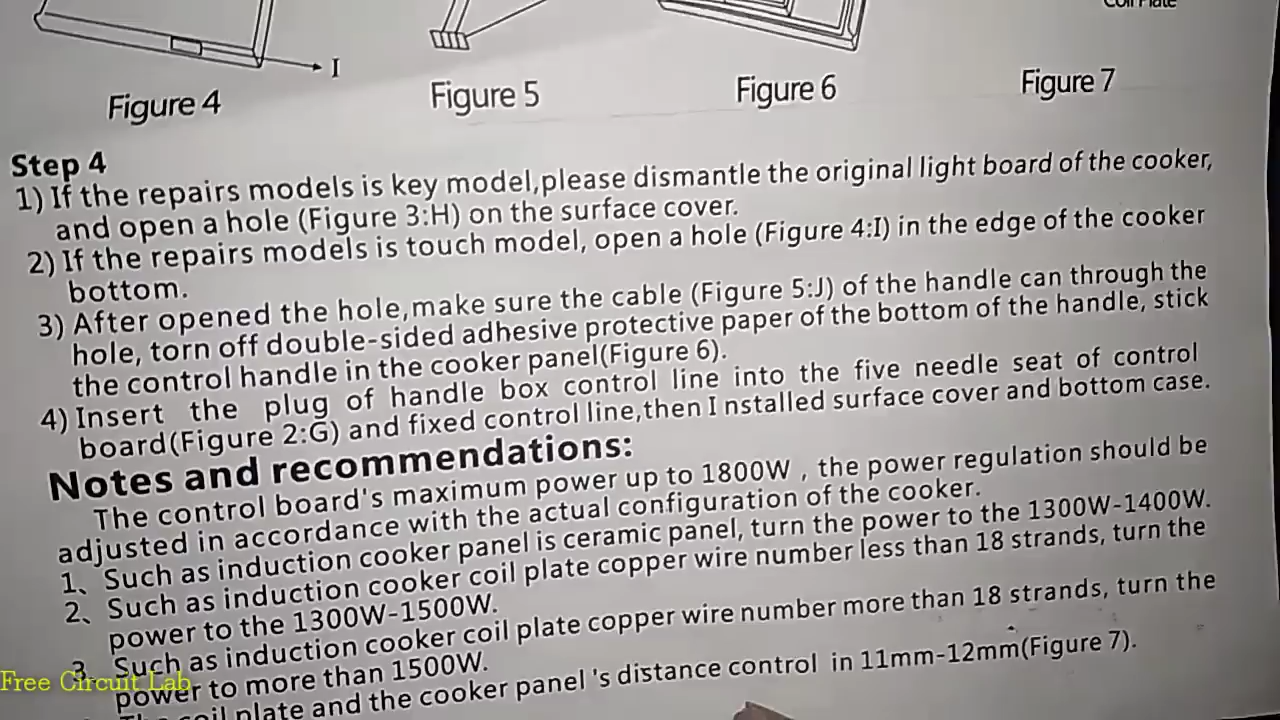 Coil Plate
I
Figure 4
Figure 5
Figure 6
Figure 7
Step 4
1) If the repairs models is key model,please dismantle the original light board of the cooker,
and open a hole (Figure 3:H) on the surface cover.
2) If the repairs models is touch model, open a hole (Figure 4:I) in the edge of the cooker
bottom.
3) After opened the hole,make sure the cable (Figure 5:J) of the handle can through the
hole, torn off double-sided adhesive protective paper of the bottom of the handle, stick
the control handle in the cooker panel(Figure 6).
4) Insert the plug of handle box control line into the five needle seat of control
board(Figure 2:G) and fixed control line,then I nstalled surface cover and bottom case.
Notes and recommendations:
The control board's maximum power up to 1800W , the power regulation should be
adjusted in accordance with the actual configuration of the cooker.
1、Such as induction cooker panel is ceramic panel, turn the power to the 1300W-1400W.
2、Such as induction cooker coil plate copper wire number less than 18 strands, turn the
power to the 1300W-1500W.
3、Such as induction cooker coil plate copper wire number more than 18 strands, turn the
power to more than 1500W.
The coil plate and the cooker panel 's distance control in 11mm-12mm(Figure 7).
Free Circuit Lab